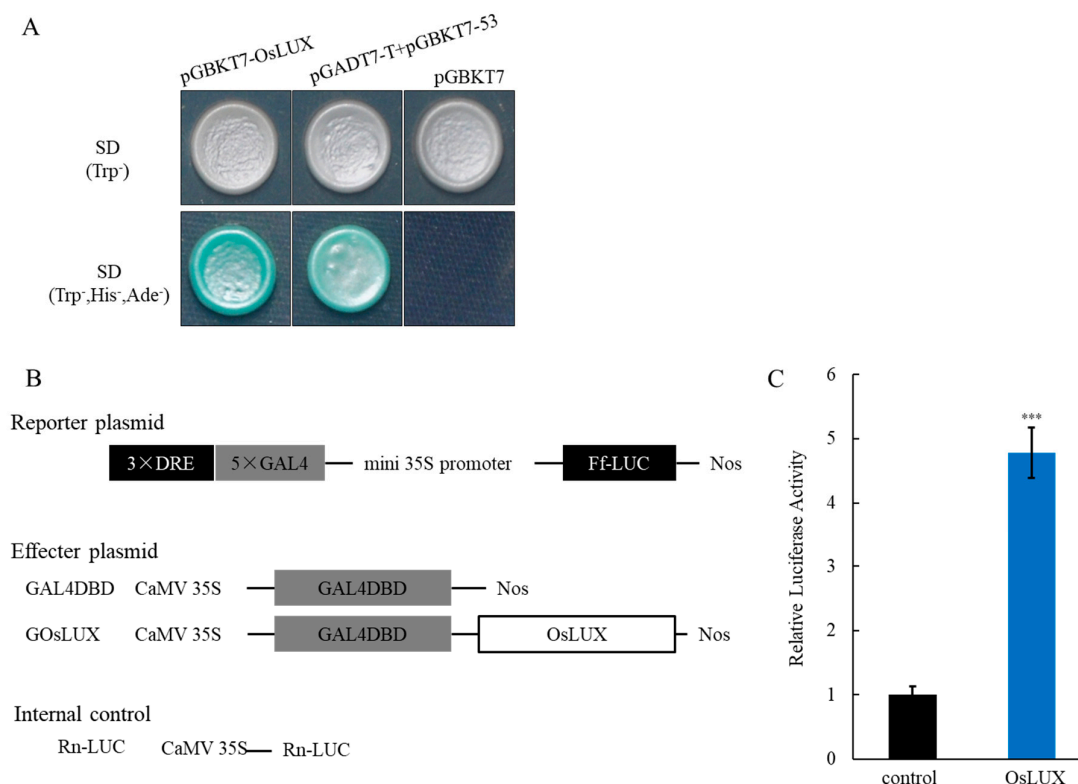 A
pGBKT7-OsLUX
pGADT7-T+pGBKT7-53
pGBKT7
SD
(Trp⁻)
SD
(Trp⁻,His⁻,Ade⁻)
B
Reporter plasmid
3×DRE 5×GAL4 mini 35S promoter Ff-LUC Nos
Effecter plasmid
GAL4DBD CaMV 35S GAL4DBD Nos
GOsLUX CaMV 35S GAL4DBD OsLUX Nos
Internal control
Rn-LUC CaMV 35S Rn-LUC
C
Relative Luciferase Activity
6
5
4
3
2
1
0
***
control OsLUX